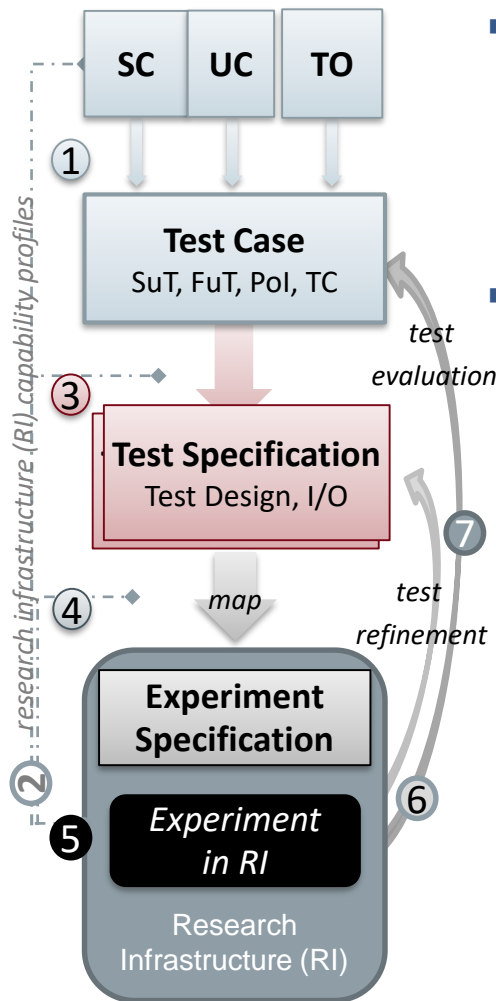 SC UC TO
1
Test Case
SuT, FuT, PoI, TC
research infrastructure (RI) capability profiles
test
evaluation
3
Test Specification
Test Design, I/O
7
4
map
test
refinement
Experiment
Specification
2
6
5
Experiment
in RI
Research
Infrastructure (RI)